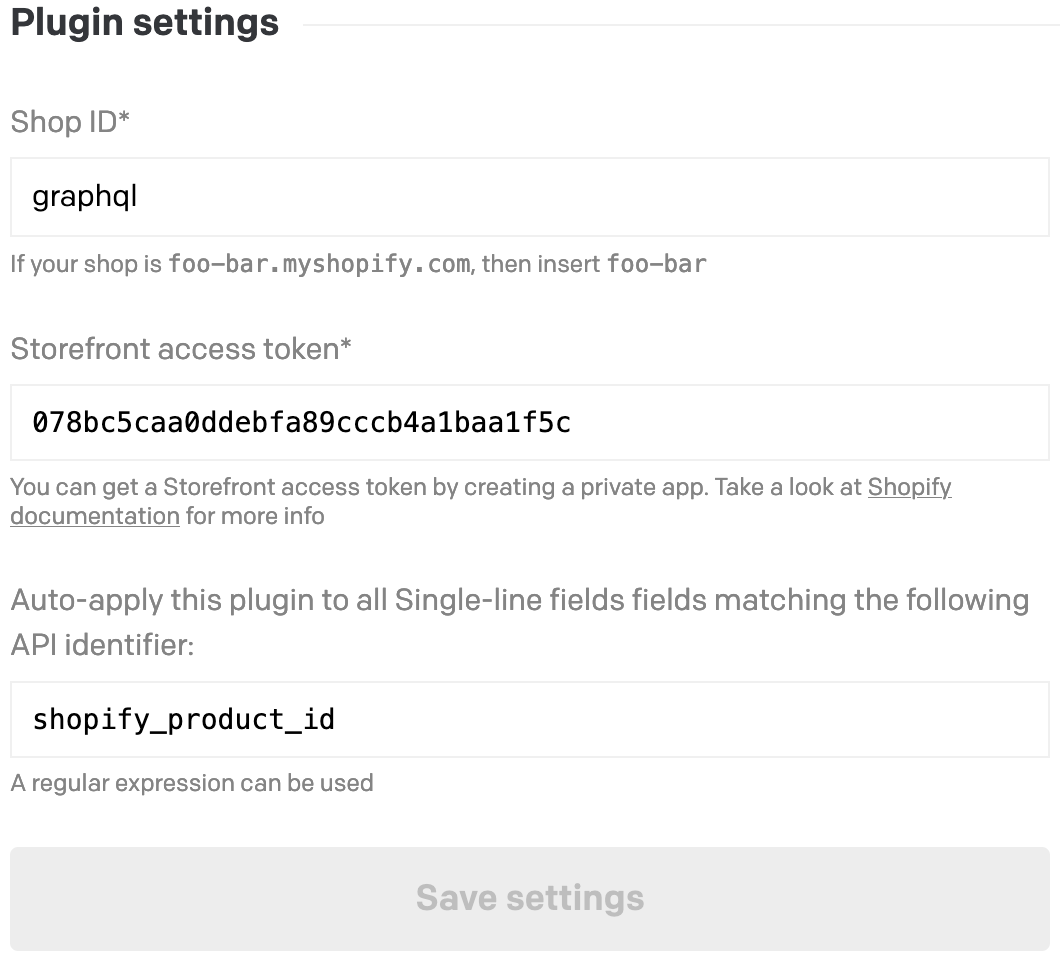 Plugin settings
Shop ID*
graphql
If your shop is foo-bar.myshopify.com, then insert foo-bar
Storefront access token*
078bc5caa0ddebfa89cccb4a1baa1f5c
You can get a Storefront access token by creating a private app. Take a look at Shopify
documentation for more info
Auto-apply this plugin to all Single-line fields fields matching the following
API identifier:
shopify_product_id
A regular expression can be used
Save settings